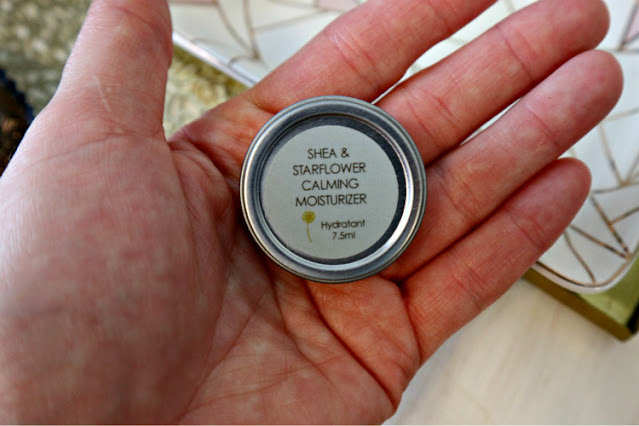 SHEA &
STARFLOWER
CALMING
MOISTURIZER
Hydratant
7.5ml